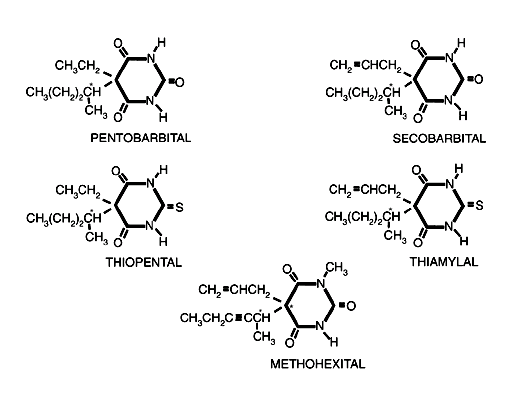 O
H
N
CH₃CH₂
*
O
CH₃(CH₂)₂CH
CH₃
O
N
H
PENTOBARBITAL
O
H
N
CH₂=CHCH₂
*
O
CH₃(CH₂)₂CH
CH₃
O
N
H
SECOBARBITAL
O
H
N
CH₃CH₂
*
S
CH₃(CH₂)₂CH
CH₃
O
N
H
THIOPENTAL
O
H
N
CH₂=CHCH₂
*
S
CH₃(CH₂)₂CH
CH₃
O
N
H
THIAMYLAL
O
CH₃
N
CH₂=CHCH₂
* *
O
CH₃CH₂C≡CCH
CH₃
O
N
H
METHOHEXITAL